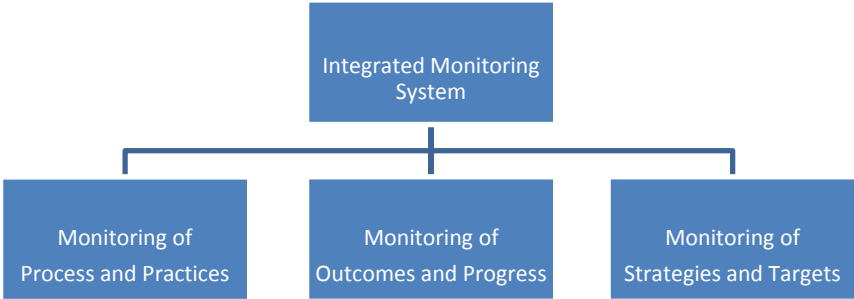 Integrated Monitoring
System
Monitoring of
Process and Practices
Monitoring of
Outcomes and Progress
Monitoring of
Strategies and Targets